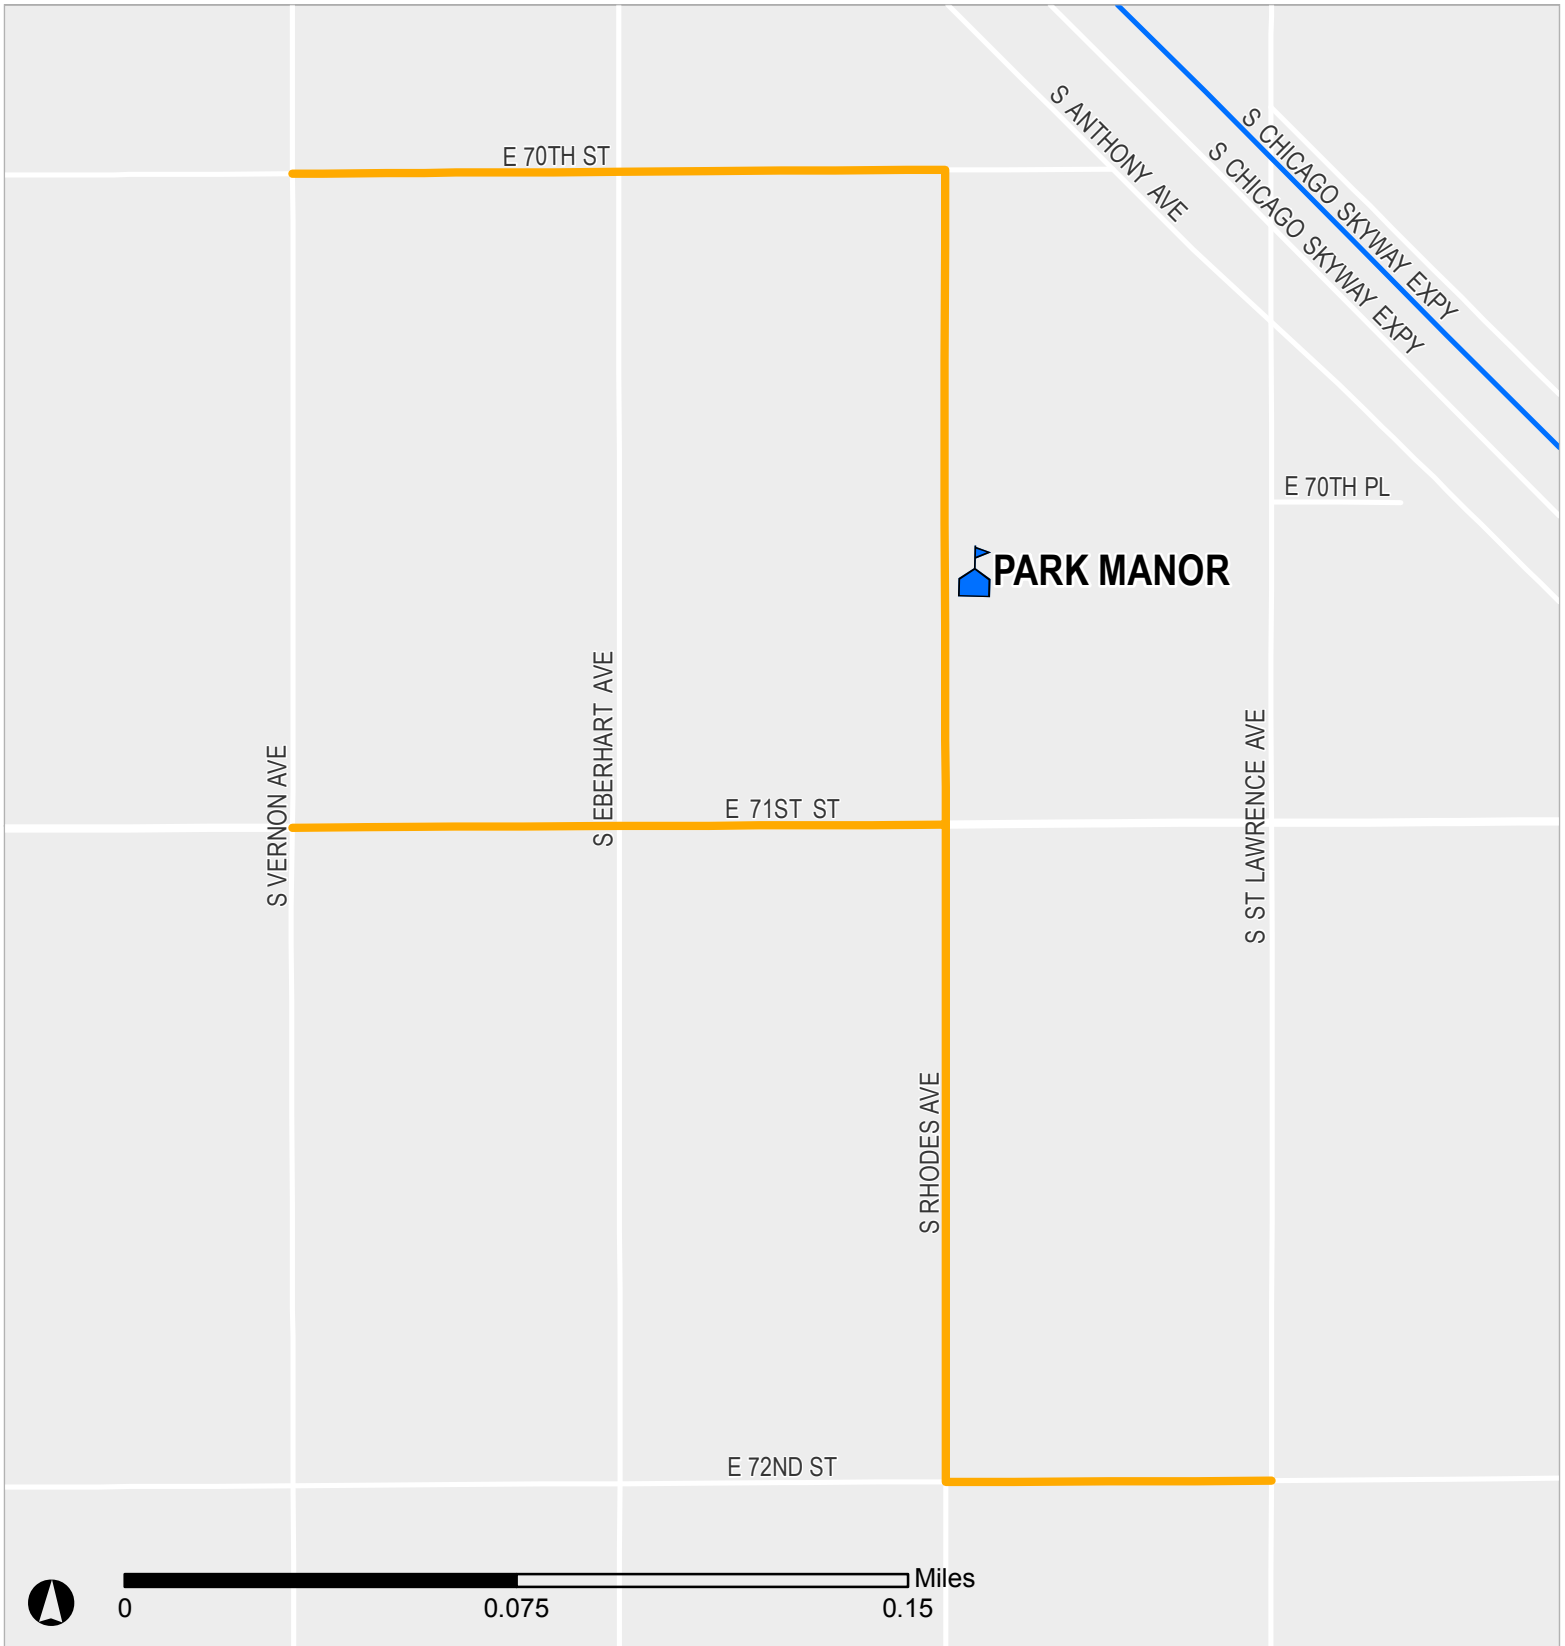 S ANTHONY AVE
S CHICAGO SKYWAY EXPY
S CHICAGO SKYWAY EXPY
E 70TH ST
E 70TH PL
PARK MANOR
S VERNON AVE
S EBERHART AVE
E 71ST ST
S ST LAWRENCE AVE
S RHODES AVE
E 72ND ST
Miles
0 0.075 0.15